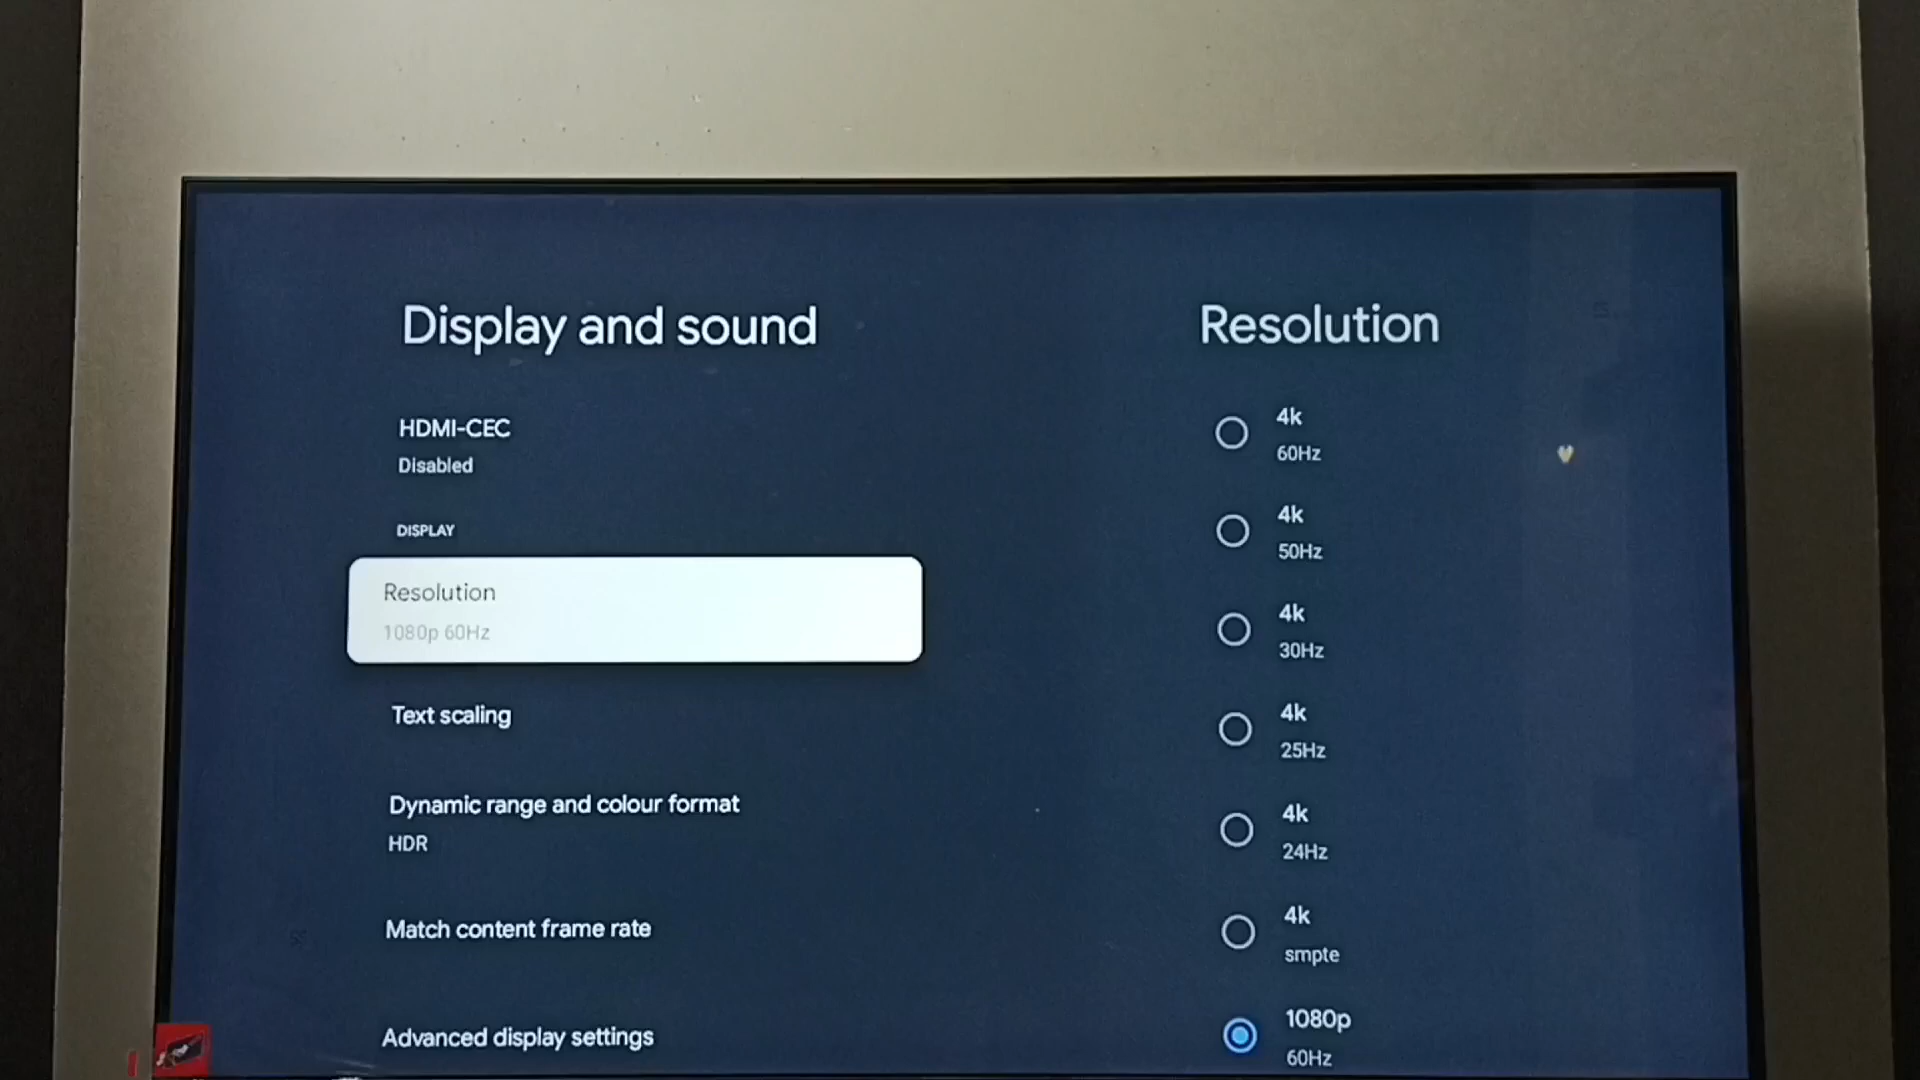 Display and sound
HDMI-CEC
Disabled
DISPLAY
Resolution
1080p 60Hz
Text scaling
Dynamic range and colour format
HDR
Match content frame rate
Advanced display settings
Resolution
4k
60Hz
4k
50Hz
4k
30Hz
4k
25Hz
4k
24Hz
4k
smpte
1080p
60Hz